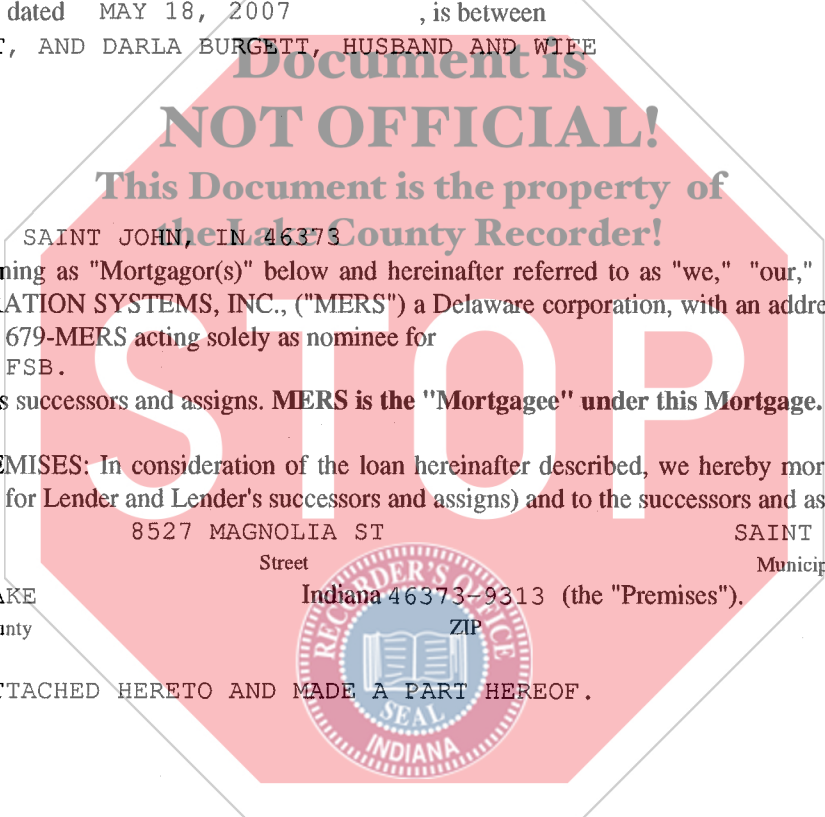 dated MAY 18, 2007 , is between
, AND DARLA BURGETT, HUSBAND AND WIFE
Document is
NOT OFFICIAL!
This Document is the property of
the Lake County Recorder!
SAINT JOHN, IN 46373
ning as "Mortgagor(s)" below and hereinafter referred to as "we," "our,"
RATION SYSTEMS, INC., ("MERS") a Delaware corporation, with an addre
679-MERS acting solely as nominee for
FSB.
s successors and assigns. MERS is the "Mortgagee" under this Mortgage.
STOP
EMISES: In consideration of the loan hereinafter described, we hereby mor
for Lender and Lender's successors and assigns) and to the successors and as
8527 MAGNOLIA ST SAINT
Street Municip
AKE Indiana 46373-9313 (the "Premises").
unty ZIP
TTACHED HERETO AND MADE A PART HEREOF.
RECORDER'S OFFICE
SEAL
INDIANA